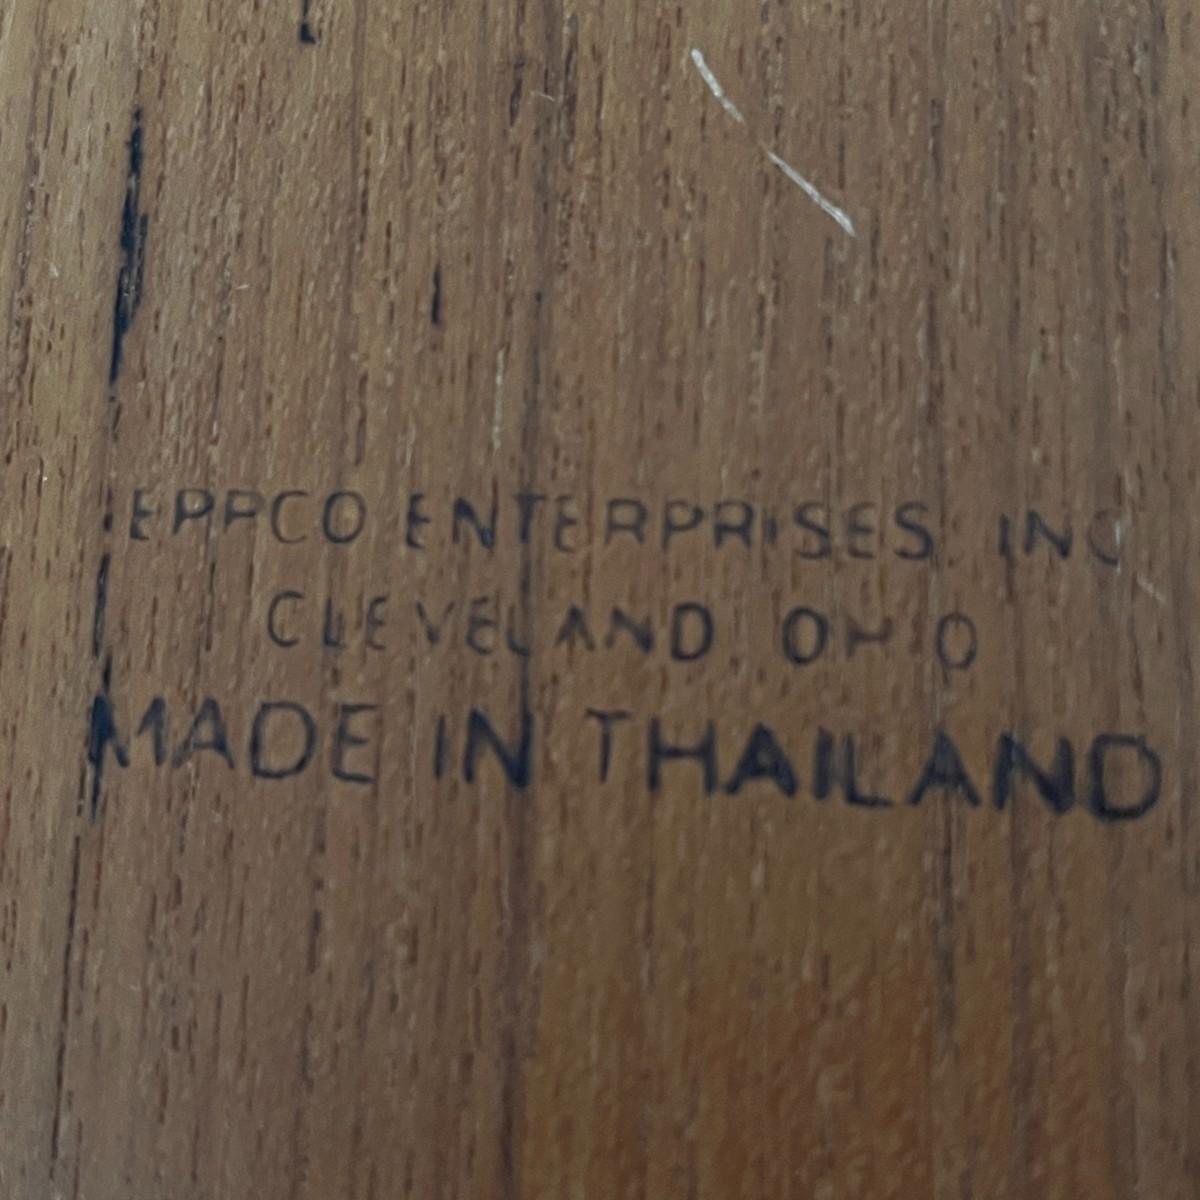 EPPCO ENTERPRISES INC
CLEVELAND OHIO
MADE IN THAILAND